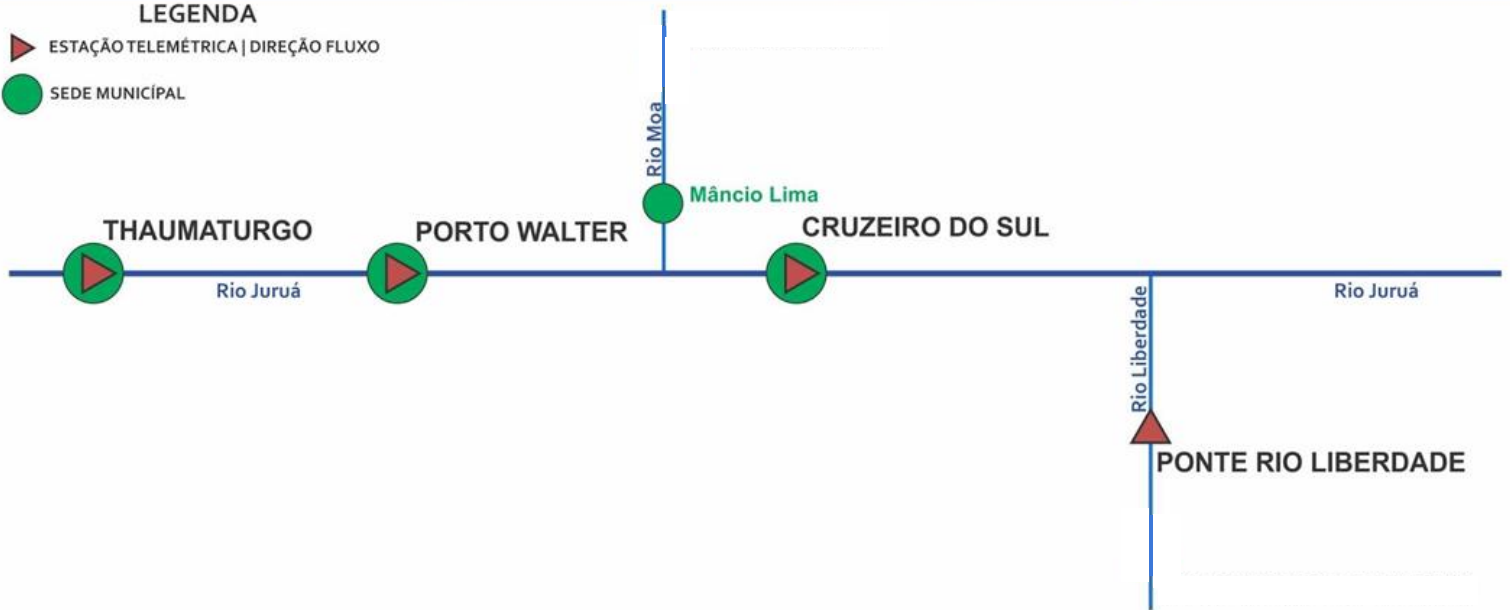 LEGENDA
ESTAÇÃO TELEMÉTRICA | DIREÇÃO FLUXO
SEDE MUNICÍPAL
Rio Moa
Mâncio Lima
THAUMATURGO
PORTO WALTER
CRUZEIRO DO SUL
Rio Juruá
Rio Juruá
Rio Liberdade
PONTE RIO LIBERDADE